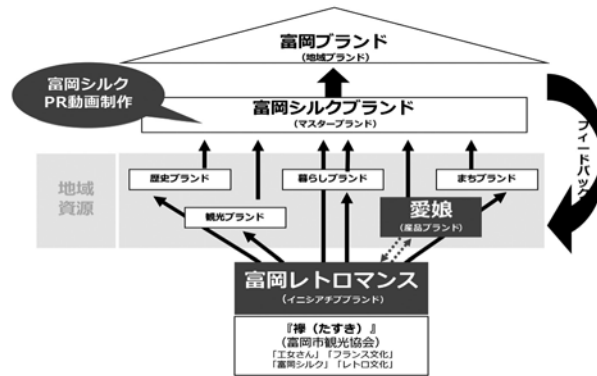 富岡ブランド
（地域ブランド）
富岡シルク
PR動画制作
富岡シルクブランド
（マスターブランド）
フィードバック
地域
資源
歴史ブランド
暮らしブランド
まちブランド
観光ブランド
愛娘
（産品ブランド）
富岡レトロマンス
（イニシアチブブランド）
『襷（たすき）』
（富岡市観光協会）
「工女さん」「フランス文化」
「富岡シルク」「レトロ文化」